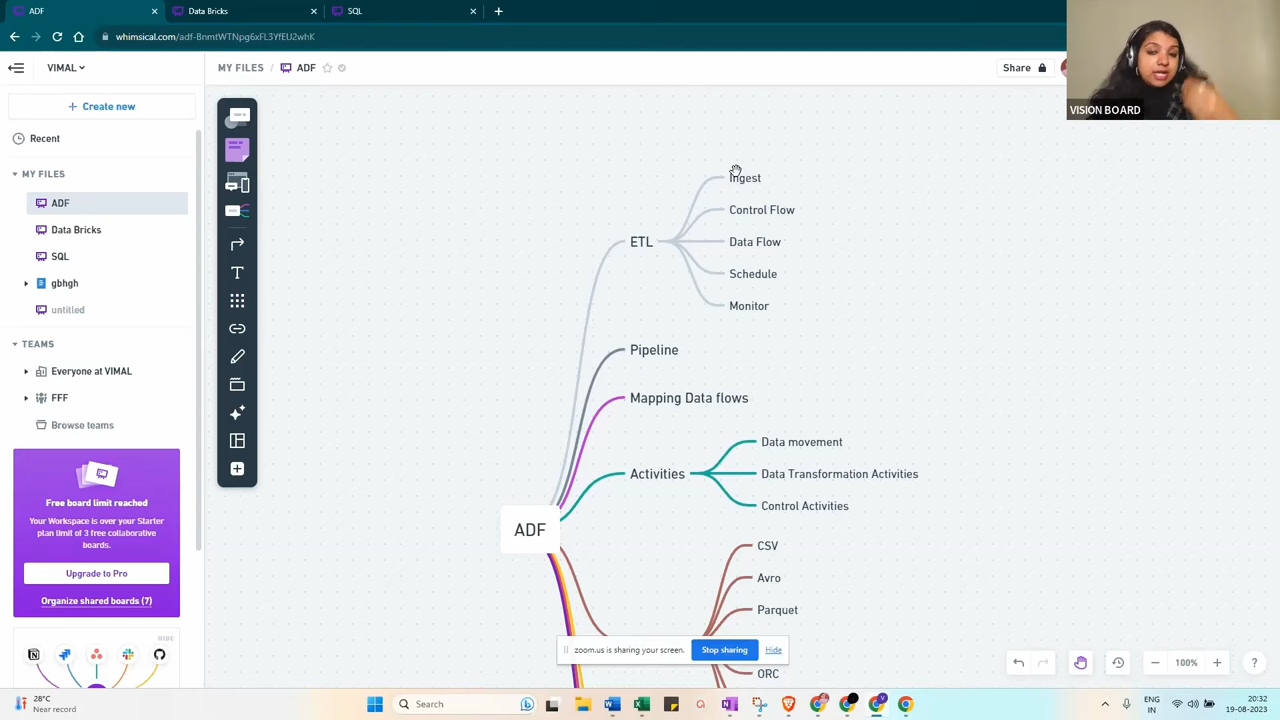 ADF
Data Bricks
SQL
whimsical.com/adf-BnmtWTNpg6xFL3YfEU2whK
VIMAL
MY FILES / ADF
Share
VISION BOARD
+ Create new
Recent
MY FILES
ADF
Data Bricks
SQL
gbhgh
untitled
TEAMS
Everyone at VIMAL
FFF
Browse teams
Free board limit reached
Your Workspace is over your Starter
plan limit of 3 free collaborative
boards.
Upgrade to Pro
Organize shared boards (7)
HIDE
Ingest
Control Flow
ETL
Data Flow
Schedule
Monitor
Pipeline
Mapping Data flows
Data movement
Activities
Data Transformation Activities
Control Activities
ADF
CSV
Avro
Parquet
ORC
zoom.us is sharing your screen.
Stop sharing
Hide
100%
28°C
Near record
Search
ENG
IN
20:32
19-08-2023